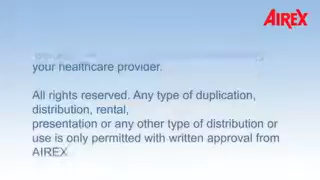 AIREX
your healthcare provider.
All rights reserved. Any type of duplication,
distribution, rental,
presentation or any other type of distribution or
use is only permitted with written approval from
AIREX